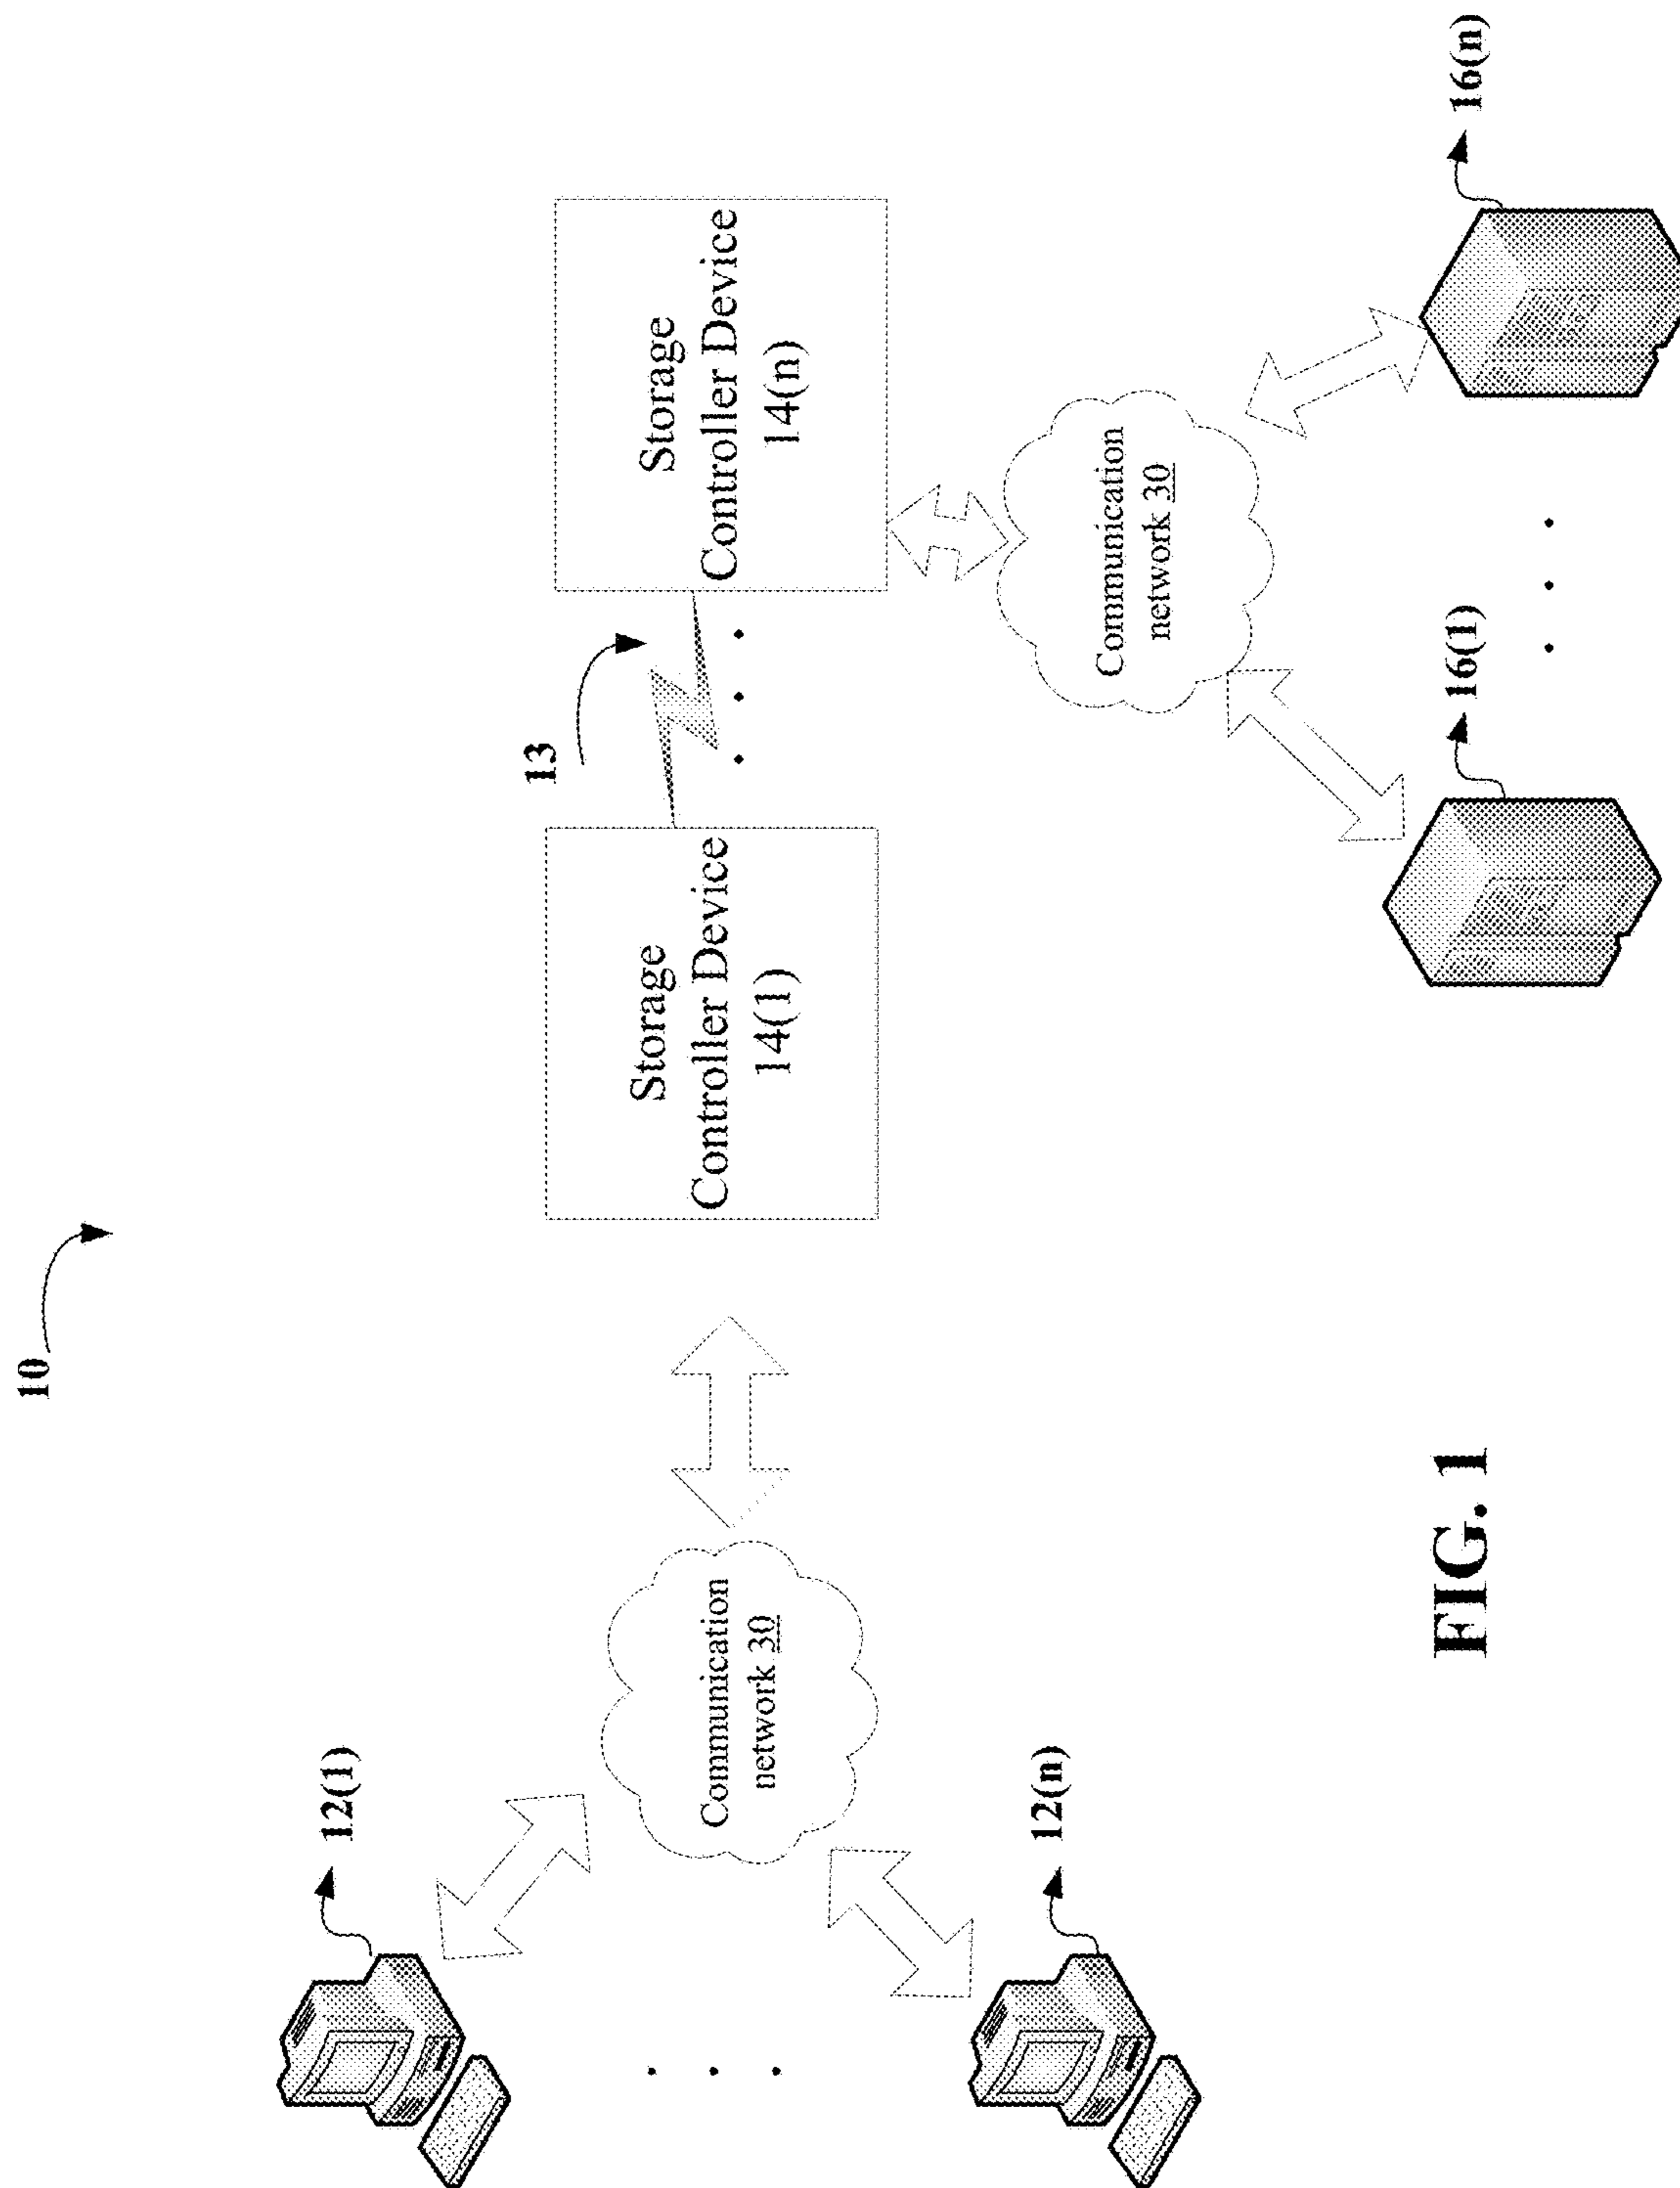 10
12(1)
Communication
network 30
12(n)
13
Storage
Controller Device
14(1)
Storage
Controller Device
14(n)
Communication
network 30
16(1)
16(n)
FIG. 1